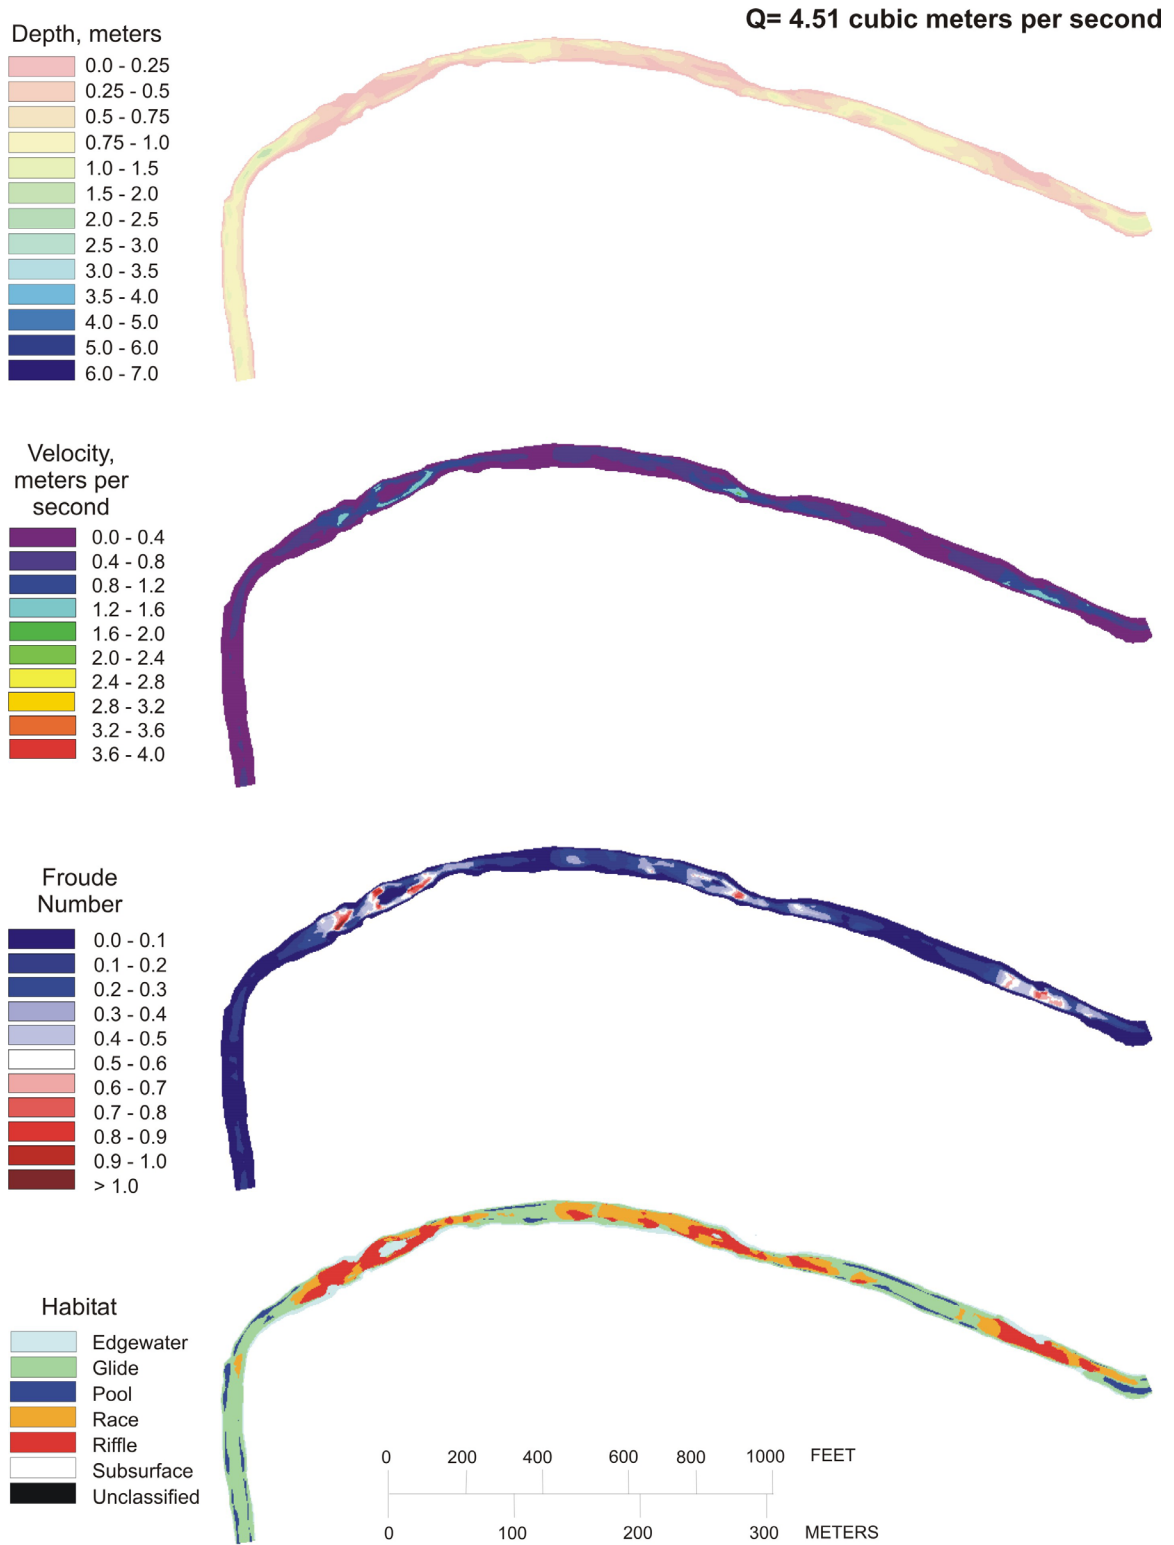 Q= 4.51 cubic meters per second
Depth, meters
0.0 - 0.25
0.25 - 0.5
0.5 - 0.75
0.75 - 1.0
1.0 - 1.5
1.5 - 2.0
2.0 - 2.5
2.5 - 3.0
3.0 - 3.5
3.5 - 4.0
4.0 - 5.0
5.0 - 6.0
6.0 - 7.0
Velocity,
meters per
second
0.0 - 0.4
0.4 - 0.8
0.8 - 1.2
1.2 - 1.6
1.6 - 2.0
2.0 - 2.4
2.4 - 2.8
2.8 - 3.2
3.2 - 3.6
3.6 - 4.0
Froude
Number
0.0 - 0.1
0.1 - 0.2
0.2 - 0.3
0.3 - 0.4
0.4 - 0.5
0.5 - 0.6
0.6 - 0.7
0.7 - 0.8
0.8 - 0.9
0.9 - 1.0
> 1.0
Habitat
Edgewater
Glide
Pool
Race
Riffle
Subsurface
Unclassified
0 200 400 600 800 1000 FEET
0 100 200 300 METERS